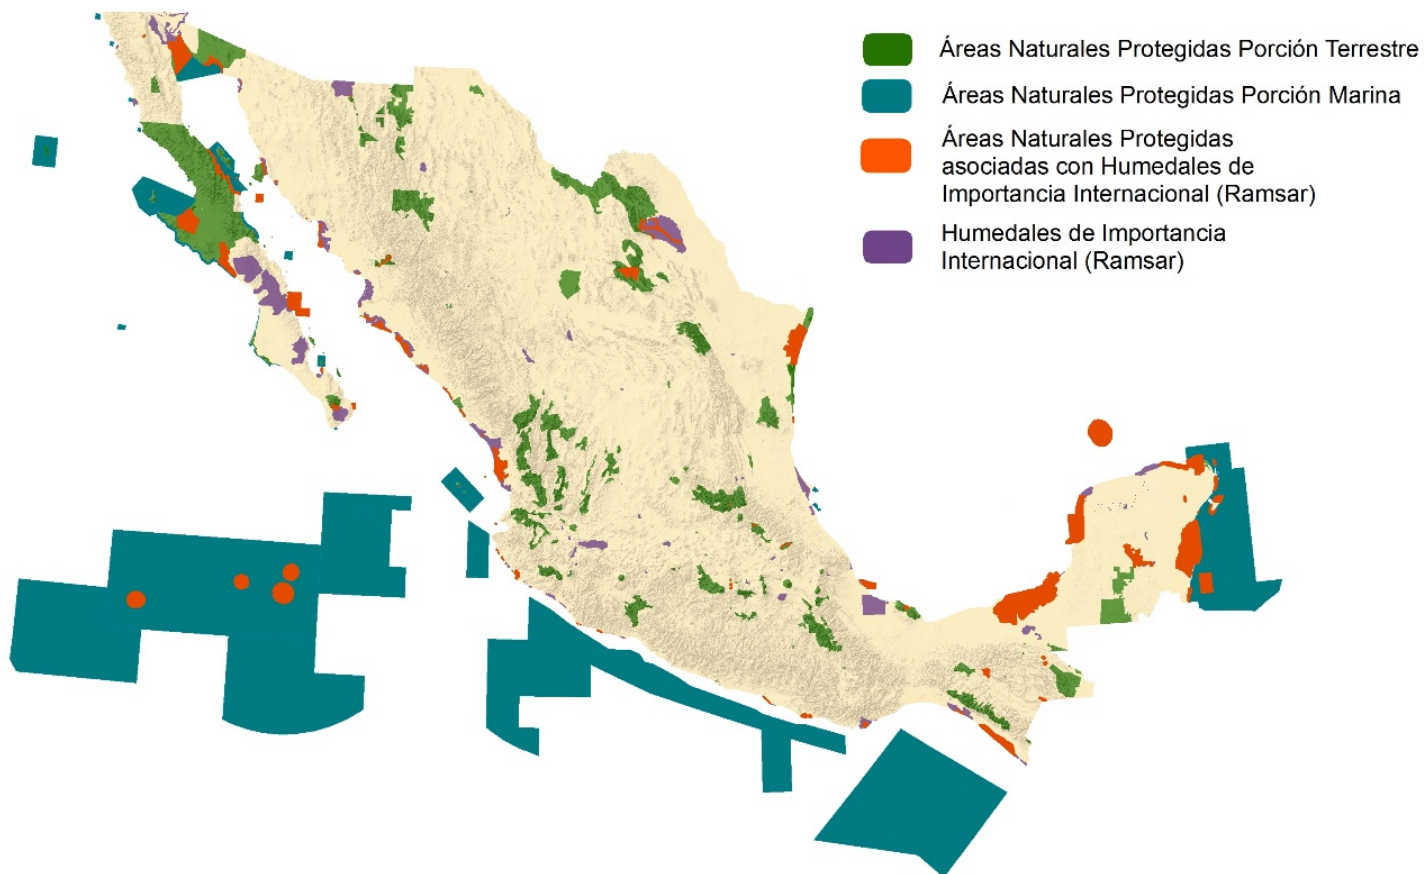 Áreas Naturales Protegidas Porción Terrestre
Áreas Naturales Protegidas Porción Marina
Áreas Naturales Protegidas
asociadas con Humedales de
Importancia Internacional (Ramsar)
Humedales de Importancia
Internacional (Ramsar)